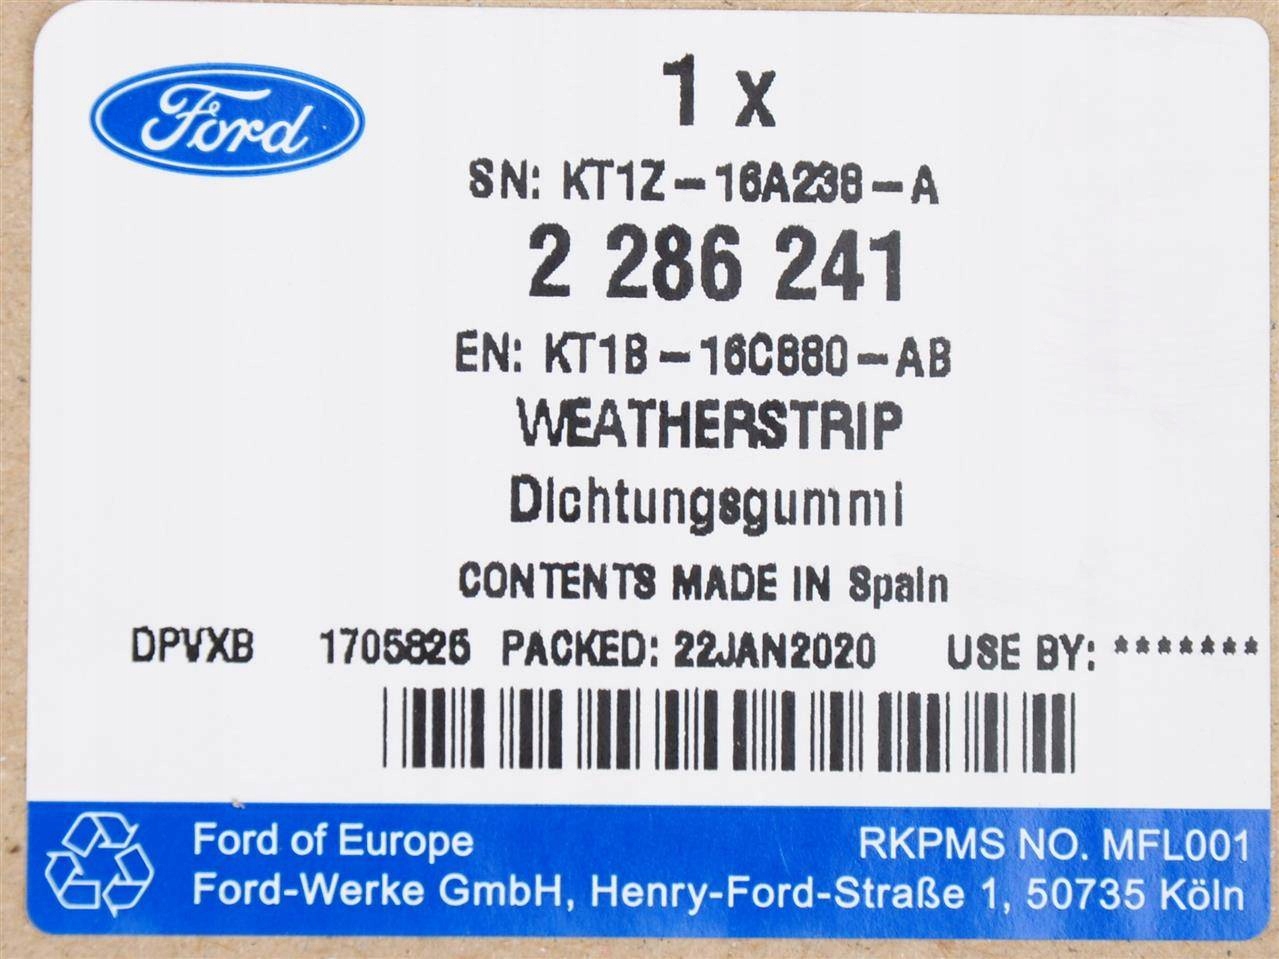 Ford
1 x
SN: KT1Z-16A238-A
2 286 241
EN: KT1B-16C880-AB
WEATHERSTRIP
Dichtungsgummi
CONTENTS MADE IN Spain
DPVXB 1705826 PACKED: 22JAN2020 USE BY: *******
Ford of Europe RKPMS NO. MFL001
Ford-Werke GmbH, Henry-Ford-Straße 1, 50735 Köln